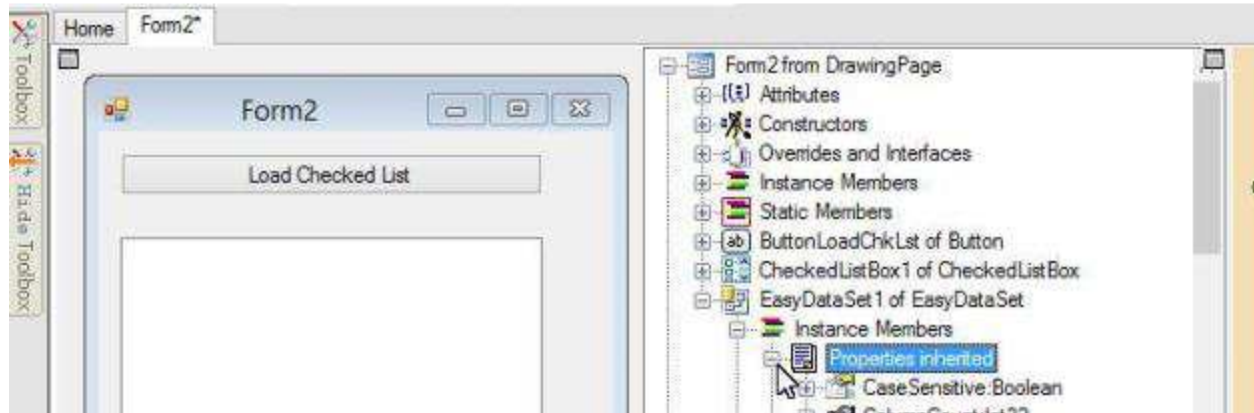 Home
Form2*
Toolbox
Hide Toolbox
Form2
Load Checked List
Form2 from DrawingPage
Attributes
Constructors
Overrides and Interfaces
Instance Members
Static Members
ButtonLoadChkLst of Button
CheckedListBox1 of CheckedListBox
EasyDataSet1 of EasyDataSet
Instance Members
Properties inherited
CaseSensitive:Boolean